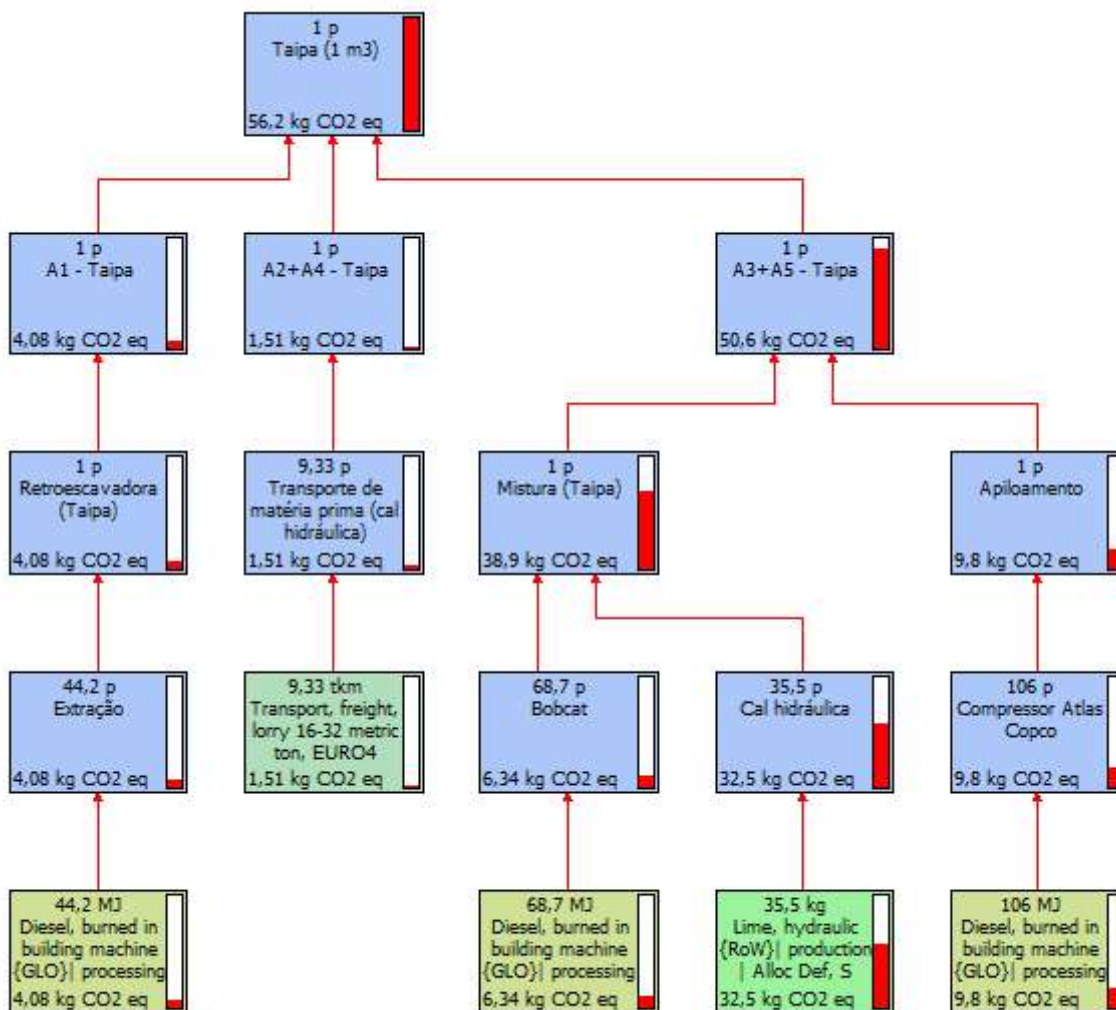 1 p
Taipa (1 m3)
56,2 kg CO2 eq
1 p
A1 - Taipa
4,08 kg CO2 eq
1 p
A2+A4 - Taipa
1,51 kg CO2 eq
1 p
A3+A5 - Taipa
50,6 kg CO2 eq
1 p
Retroescavadora
(Taipa)
4,08 kg CO2 eq
9,33 p
Transporte de
matéria prima (cal
hidráulica)
1,51 kg CO2 eq
1 p
Mistura (Taipa)
38,9 kg CO2 eq
1 p
Apiloamento
9,8 kg CO2 eq
44,2 p
Extração
4,08 kg CO2 eq
9,33 tkm
Transport, freight,
lorry 16-32 metric
ton, EURO4
1,51 kg CO2 eq
68,7 p
Bobcat
6,34 kg CO2 eq
35,5 p
Cal hidráulica
32,5 kg CO2 eq
106 p
Compressor Atlas
Copco
9,8 kg CO2 eq
44,2 MJ
Diesel, burned in
building machine
{GLO}| processing
4,08 kg CO2 eq
68,7 MJ
Diesel, burned in
building machine
{GLO}| processing
6,34 kg CO2 eq
35,5 kg
Lime, hydraulic
{RoW}| production
| Alloc Def, S
32,5 kg CO2 eq
106 MJ
Diesel, burned in
building machine
{GLO}| processing
9,8 kg CO2 eq